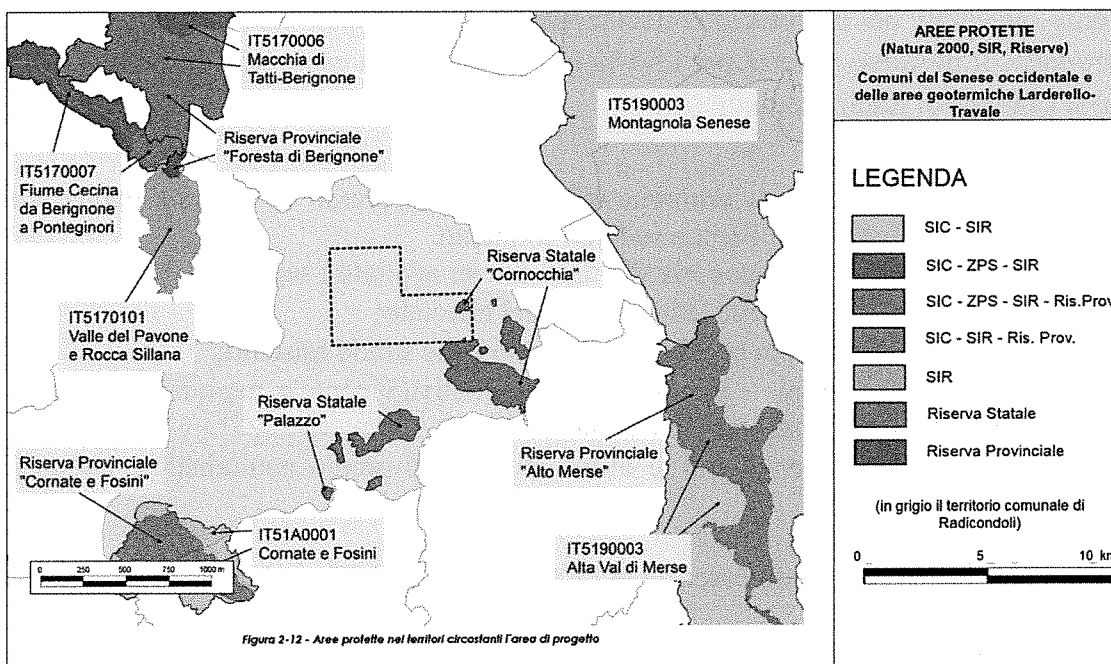 IT5170006
Macchia di
Tatti-Berignone
Riserva Provinciale
"Foresta di Berignone"
IT5170007
Fiume Cecina
da Berignone
a Ponteginori
IT5170101
Valle del Pavone
e Rocca Sillana
IT5190003
Montagnola Senese
Riserva Statale
"Cornocchia"
Riserva Statale
"Palazzo"
Riserva Provinciale
"Cornate e Fosini"
IT51A0001
Cornate e Fosini
Riserva Provinciale
"Alto Merse"
IT5190003
Alta Val di Merse
0 250 500 750 1000 m
Figura 2-12 - Aree protette nei territori circostanti l'area di progetto
AREE PROTETTE
(Natura 2000, SIR, Riserve)
Comuni del Senese occidentale e
delle aree geotermiche Larderello-
Travale
LEGENDA
SIC - SIR
SIC - ZPS - SIR
SIC - ZPS - SIR - Ris.Prov
SIC - SIR - Ris. Prov.
SIR
Riserva Statale
Riserva Provinciale
(in grigio il territorio comunale di
Radicondoli)
0 5 10 km